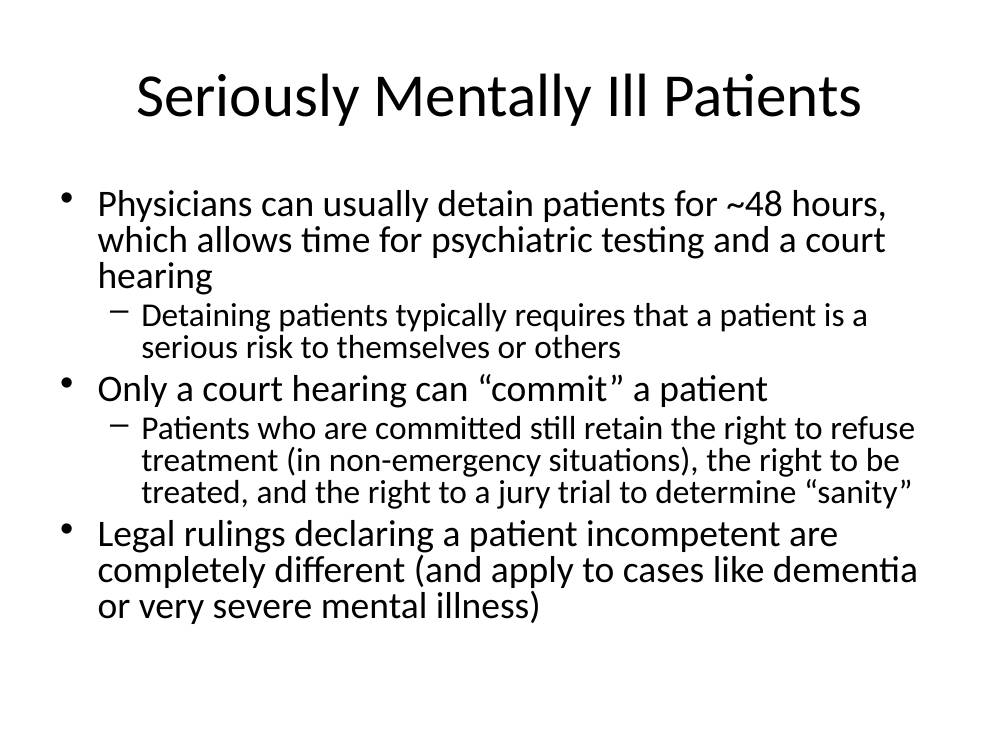 Seriously Mentally Ill Patients
• Physicians can usually detain patients for ~48 hours,
which allows time for psychiatric testing and a court
hearing
– Detaining patients typically requires that a patient is a
serious risk to themselves or others
• Only a court hearing can “commit” a patient
– Patients who are committed still retain the right to refuse
treatment (in non-emergency situations), the right to be
treated, and the right to a jury trial to determine “sanity”
• Legal rulings declaring a patient incompetent are
completely different (and apply to cases like dementia
or very severe mental illness)